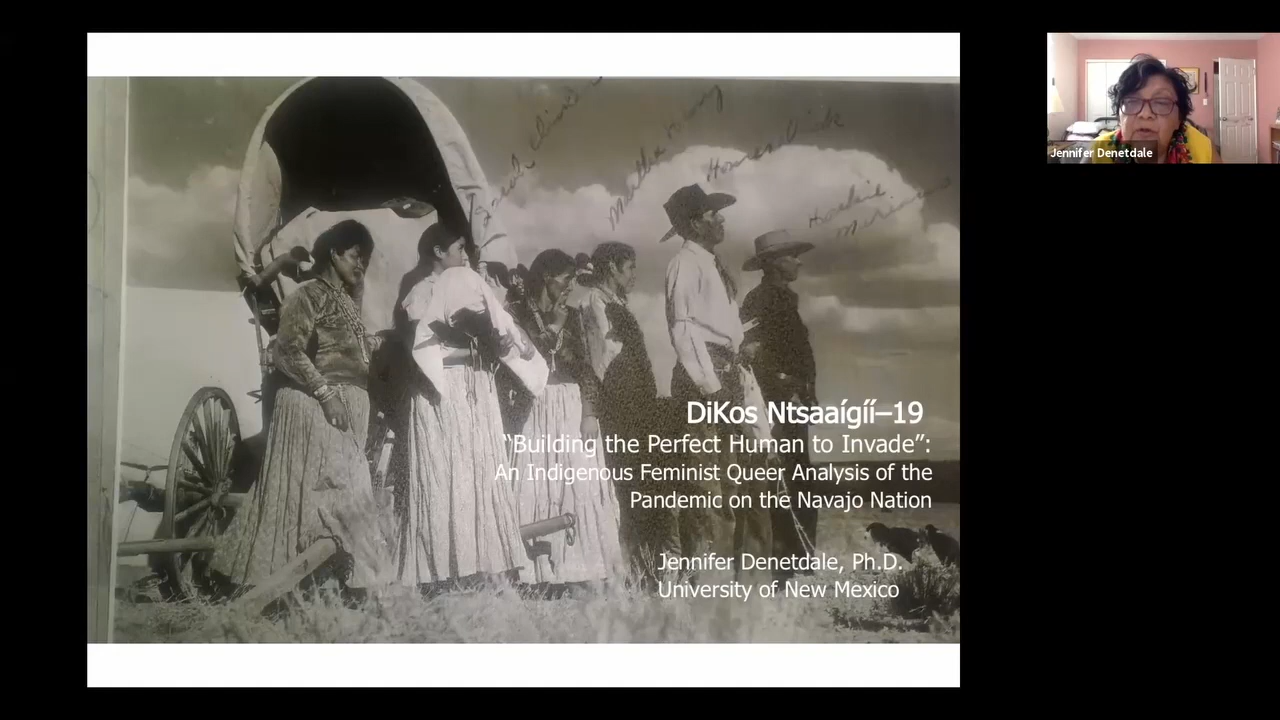 Martha
DiKos Ntsaaígíí–19
“Building the Perfect Human to Invade”:
An Indigenous Feminist Queer Analysis of the
Pandemic on the Navajo Nation
Jennifer Denetdale, Ph.D.
University of New Mexico
Jennifer Denetdale